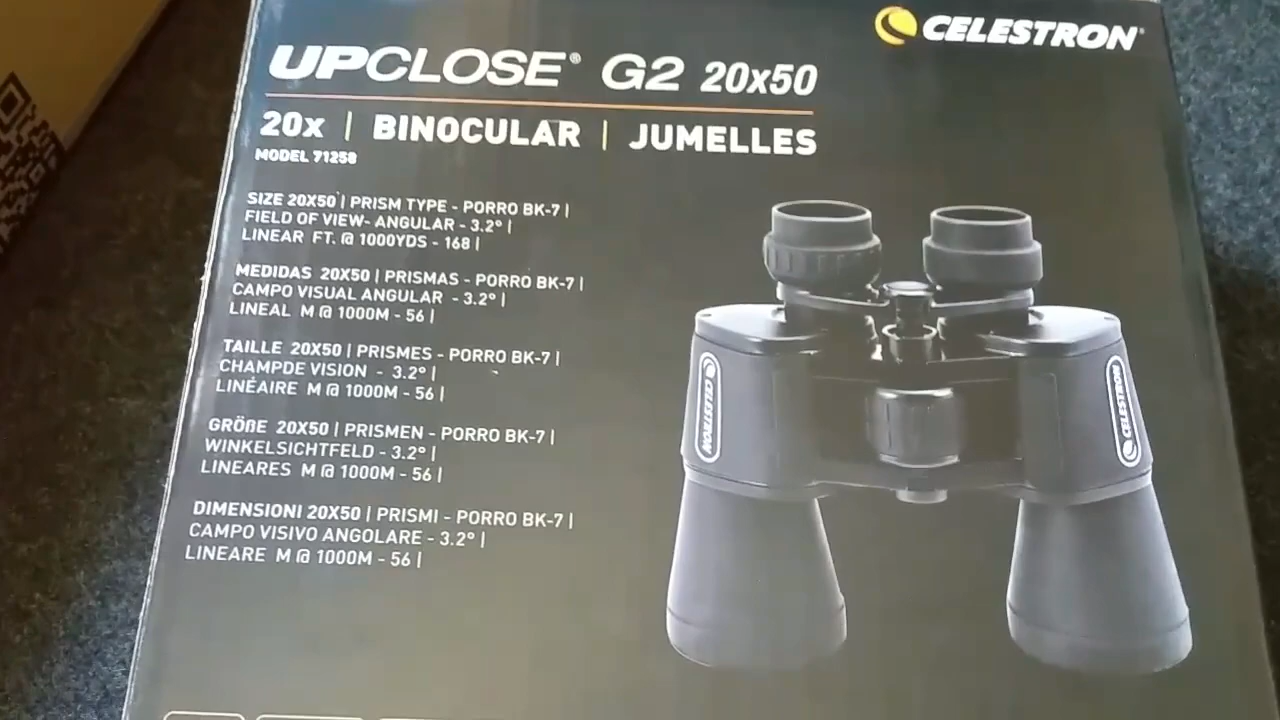 CELESTRON
UPCLOSE® G2 20x50
20x | BINOCULAR | JUMELLES
MODEL 71258
SIZE 20X50 | PRISM TYPE - PORRO BK-7 |
FIELD OF VIEW- ANGULAR - 3.2° |
LINEAR FT. @ 1000YDS - 168 |
MEDIDAS 20X50 | PRISMAS - PORRO BK-7 |
CAMPO VISUAL ANGULAR - 3.2° |
LINEAL M @ 1000M - 56 |
TAILLE 20X50 | PRISMES - PORRO BK-7 |
CHAMPDE VISION - 3.2° |
LINÉAIRE M @ 1000M - 56 |
GRÖßE 20X50 | PRISMEN - PORRO BK-7 |
WINKELSICHTFELD - 3.2° |
LINEARES M @ 1000M - 56 |
DIMENSIONI 20X50 | PRISMI - PORRO BK-7 |
CAMPO VISIVO ANGOLARE - 3.2° |
LINEARE M @ 1000M - 56 |
CELESTRON
CELESTRON